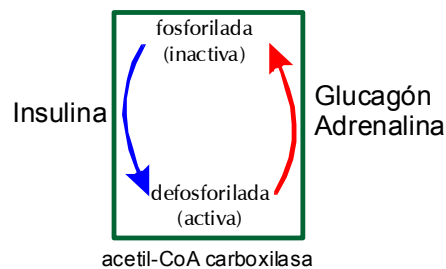 fosforilada
(inactiva)
Insulina
Glucagón
Adrenalina
defosforilada
(activa)
acetil-CoA carboxilasa